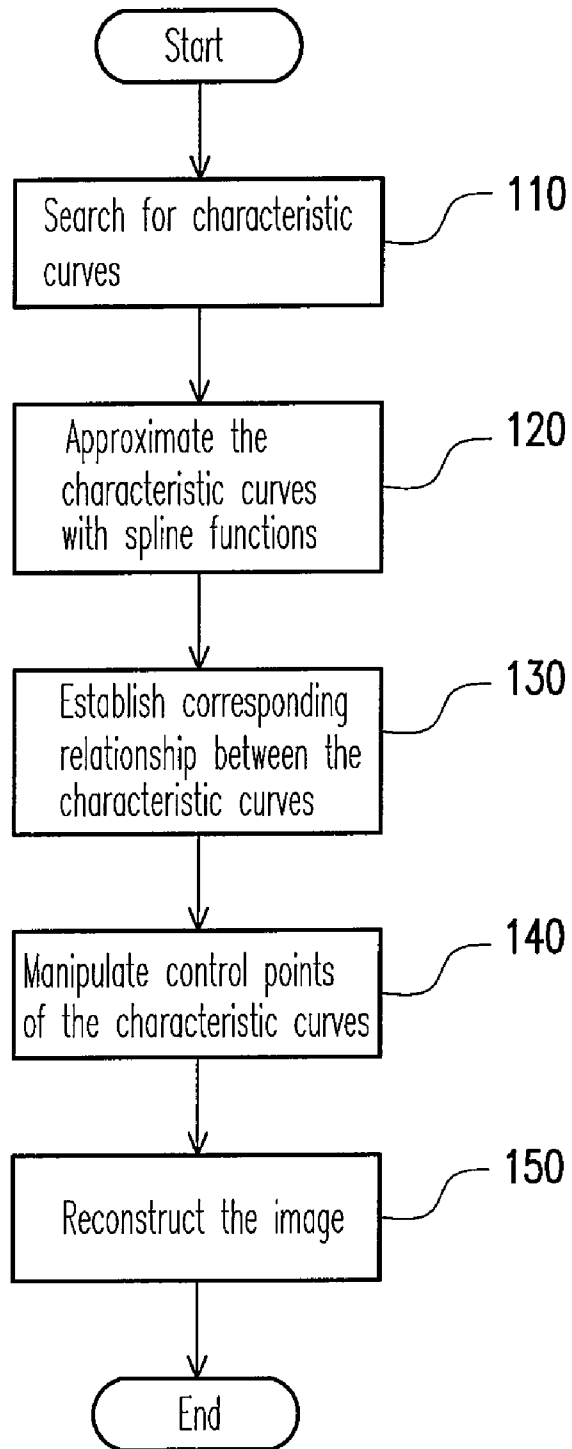 Start
Search for characteristic
curves
110
Approximate the
characteristic curves
with spline functions
120
Establish corresponding
relationship between the
characteristic curves
130
Manipulate control points
of the characteristic curves
140
Reconstruct the image
150
End